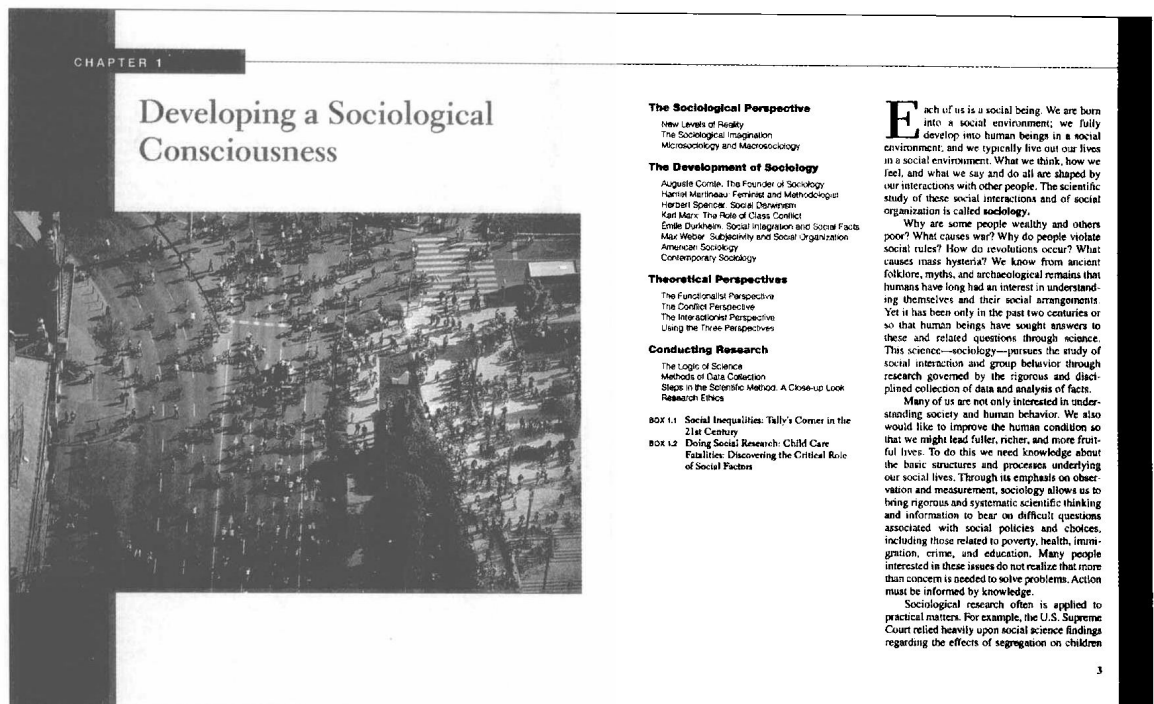 CHAPTER 1
Developing a Sociological
Consciousness
The Sociological Perspective
New Levels of Reality
The Sociological Imagination
Microsociology and Macrosociology
The Development of Sociology
Auguste Comte: The Founder of Sociology
Harriet Martineau: Feminist and Methodologist
Herbert Spencer: Social Darwinism
Karl Marx: The Role of Class Conflict
Émile Durkheim: Social Integration and Social Facts
Max Weber: Subjectivity and Social Organization
American Sociology
Contemporary Sociology
Theoretical Perspectives
The Functionalist Perspective
The Conflict Perspective
The Interactionist Perspective
Using the Three Perspectives
Conducting Research
The Logic of Science
Methods of Data Collection
Steps in the Scientific Method: A Close-up Look
Research Ethics
BOX 1.1 Social Inequalities: Tally's Corner in the
21st Century
BOX 1.2 Doing Social Research: Child Care
Fatalities: Discovering the Critical Role
of Social Factors
Each of us is a social being. We are born
into a social environment; we fully
develop into human beings in a social
environment; and we typically live out our lives
in a social environment. What we think, how we
feel, and what we say and do all are shaped by
our interactions with other people. The scientific
study of these social interactions and of social
organization is called sociology.
Why are some people wealthy and others
poor? What causes war? Why do people violate
social rules? How do revolutions occur? What
causes mass hysteria? We know from ancient
folklore, myths, and archaeological remains that
humans have long had an interest in understand-
ing themselves and their social arrangements.
Yet it has been only in the past two centuries or
so that human beings have sought answers to
these and related questions through science.
This science—sociology—pursues the study of
social interaction and group behavior through
research governed by the rigorous and disci-
plined collection of data and analysis of facts.
Many of us are not only interested in under-
standing society and human behavior. We also
would like to improve the human condition so
that we might lead fuller, richer, and more fruit-
ful lives. To do this we need knowledge about
the basic structures and processes underlying
our social lives. Through its emphasis on obser-
vation and measurement, sociology allows us to
bring rigorous and systematic scientific thinking
and information to bear on difficult questions
associated with social policies and choices,
including those related to poverty, health, immi-
gration, crime, and education. Many people
interested in these issues do not realize that more
than concern is needed to solve problems. Action
must be informed by knowledge.
Sociological research often is applied to
practical matters. For example, the U.S. Supreme
Court relied heavily upon social science findings
regarding the effects of segregation on children
3